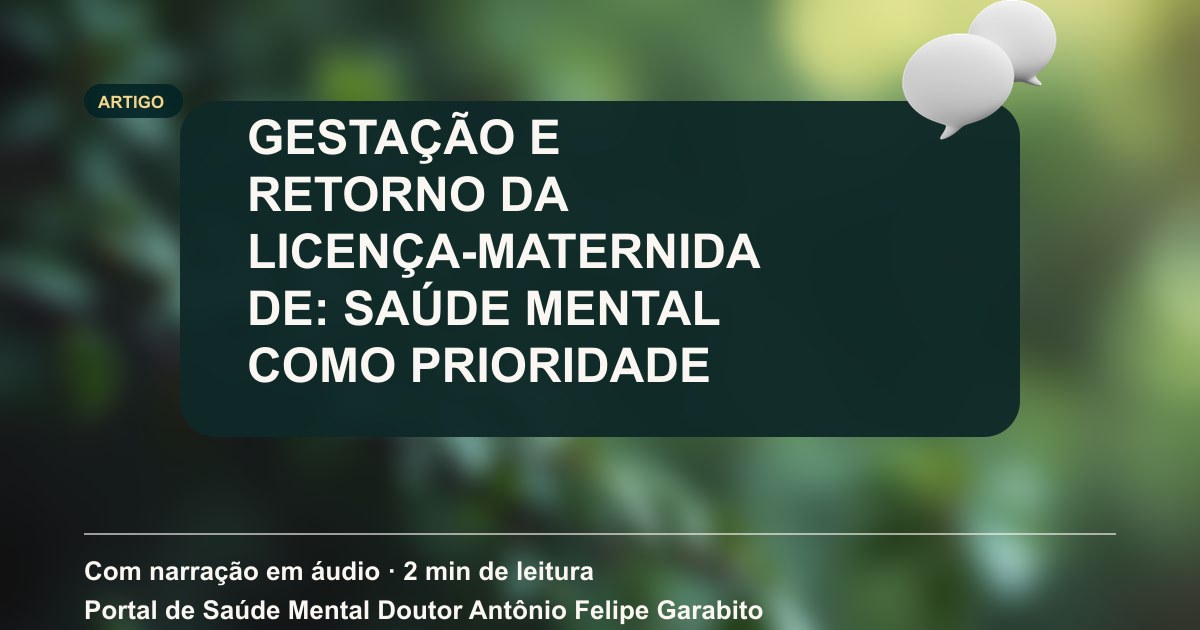 ARTIGO
GESTAÇÃO E
RETORNO DA
LICENÇA-MATERNIDA
DE: SAÚDE MENTAL
COMO PRIORIDADE
Com narração em áudio · 2 min de leitura
Portal de Saúde Mental Doutor Antônio Felipe Garabito